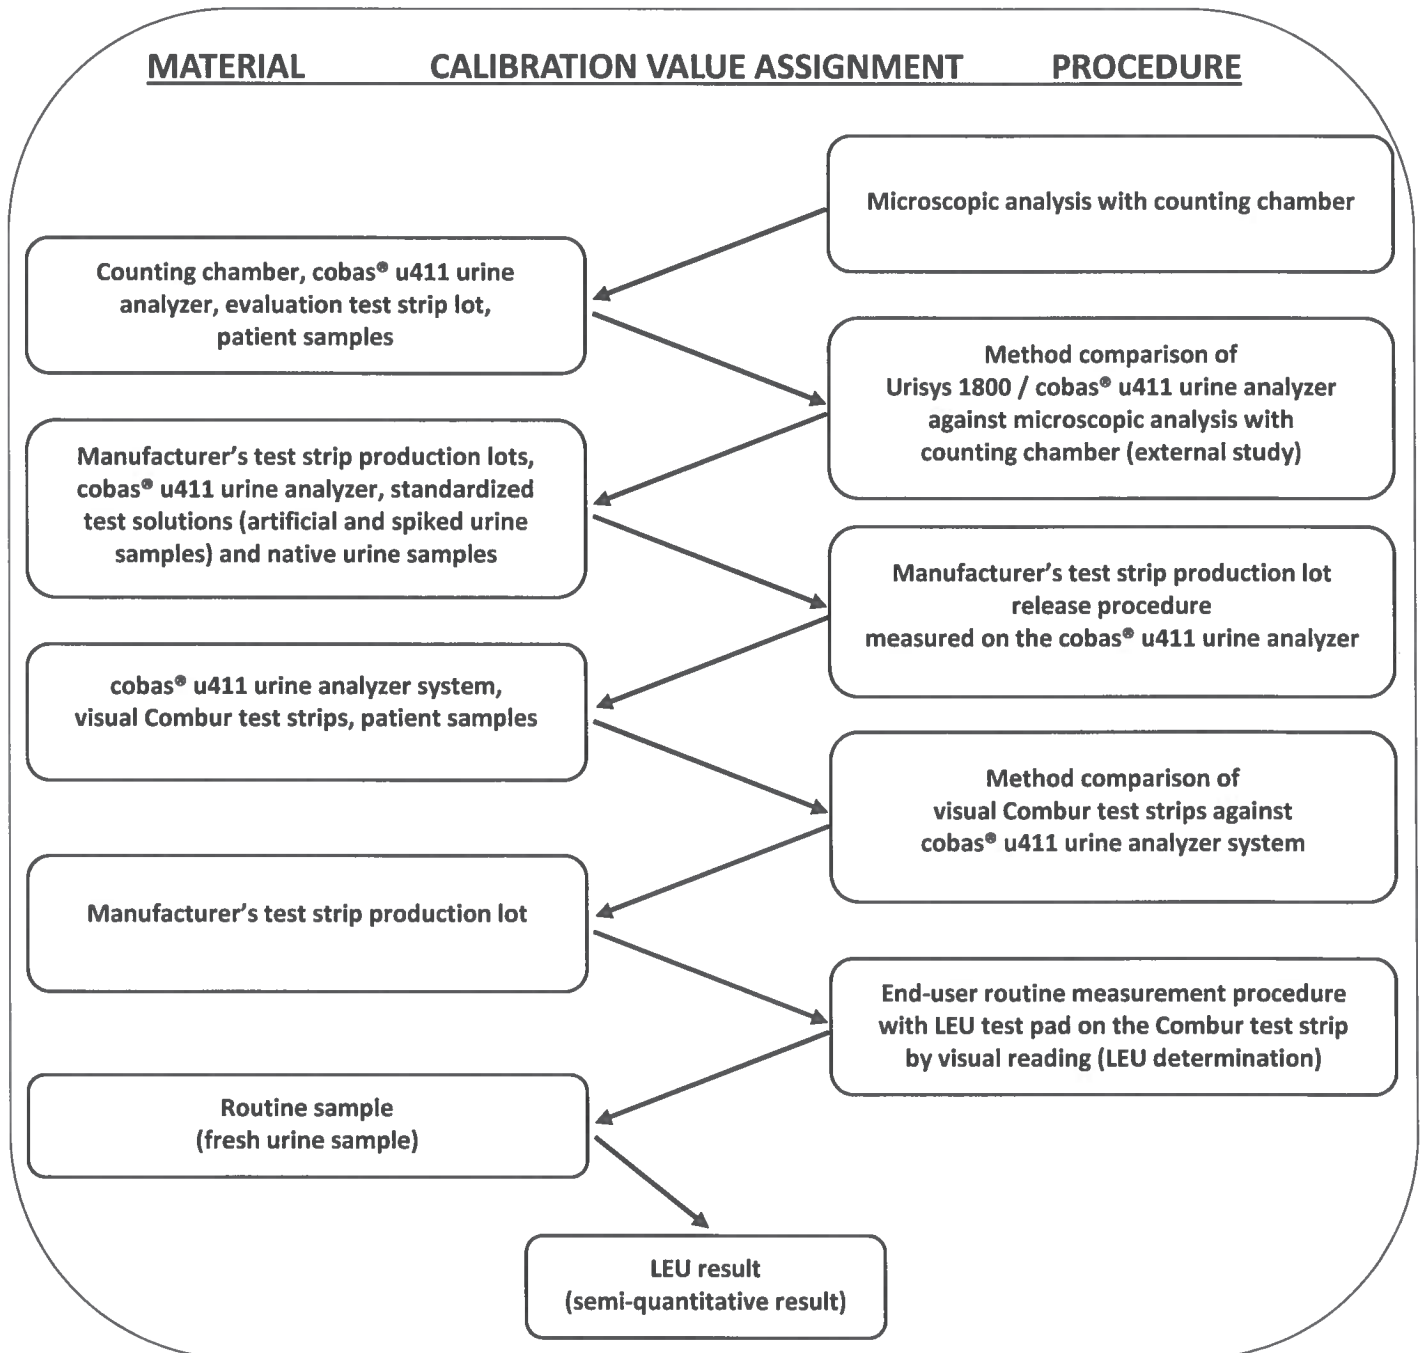 MATERIAL CALIBRATION VALUE ASSIGNMENT PROCEDURE
Microscopic analysis with counting chamber
Counting chamber, cobas® u411 urine
analyzer, evaluation test strip lot,
patient samples
Method comparison of
Urisys 1800 / cobas® u411 urine analyzer
against microscopic analysis with
counting chamber (external study)
Manufacturer's test strip production lots,
cobas® u411 urine analyzer, standardized
test solutions (artificial and spiked urine
samples) and native urine samples
Manufacturer's test strip production lot
release procedure
measured on the cobas® u411 urine analyzer
cobas® u411 urine analyzer system,
visual Combur test strips, patient samples
Method comparison of
visual Combur test strips against
cobas® u411 urine analyzer system
Manufacturer's test strip production lot
End-user routine measurement procedure
with LEU test pad on the Combur test strip
by visual reading (LEU determination)
Routine sample
(fresh urine sample)
LEU result
(semi-quantitative result)